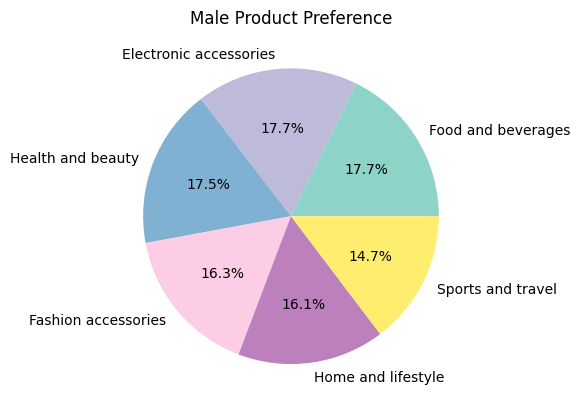 Male Product Preference
Electronic accessories
Food and beverages
Health and beauty
17.7%
17.7%
17.5%
16.3%
16.1%
14.7%
Sports and travel
Fashion accessories
Home and lifestyle